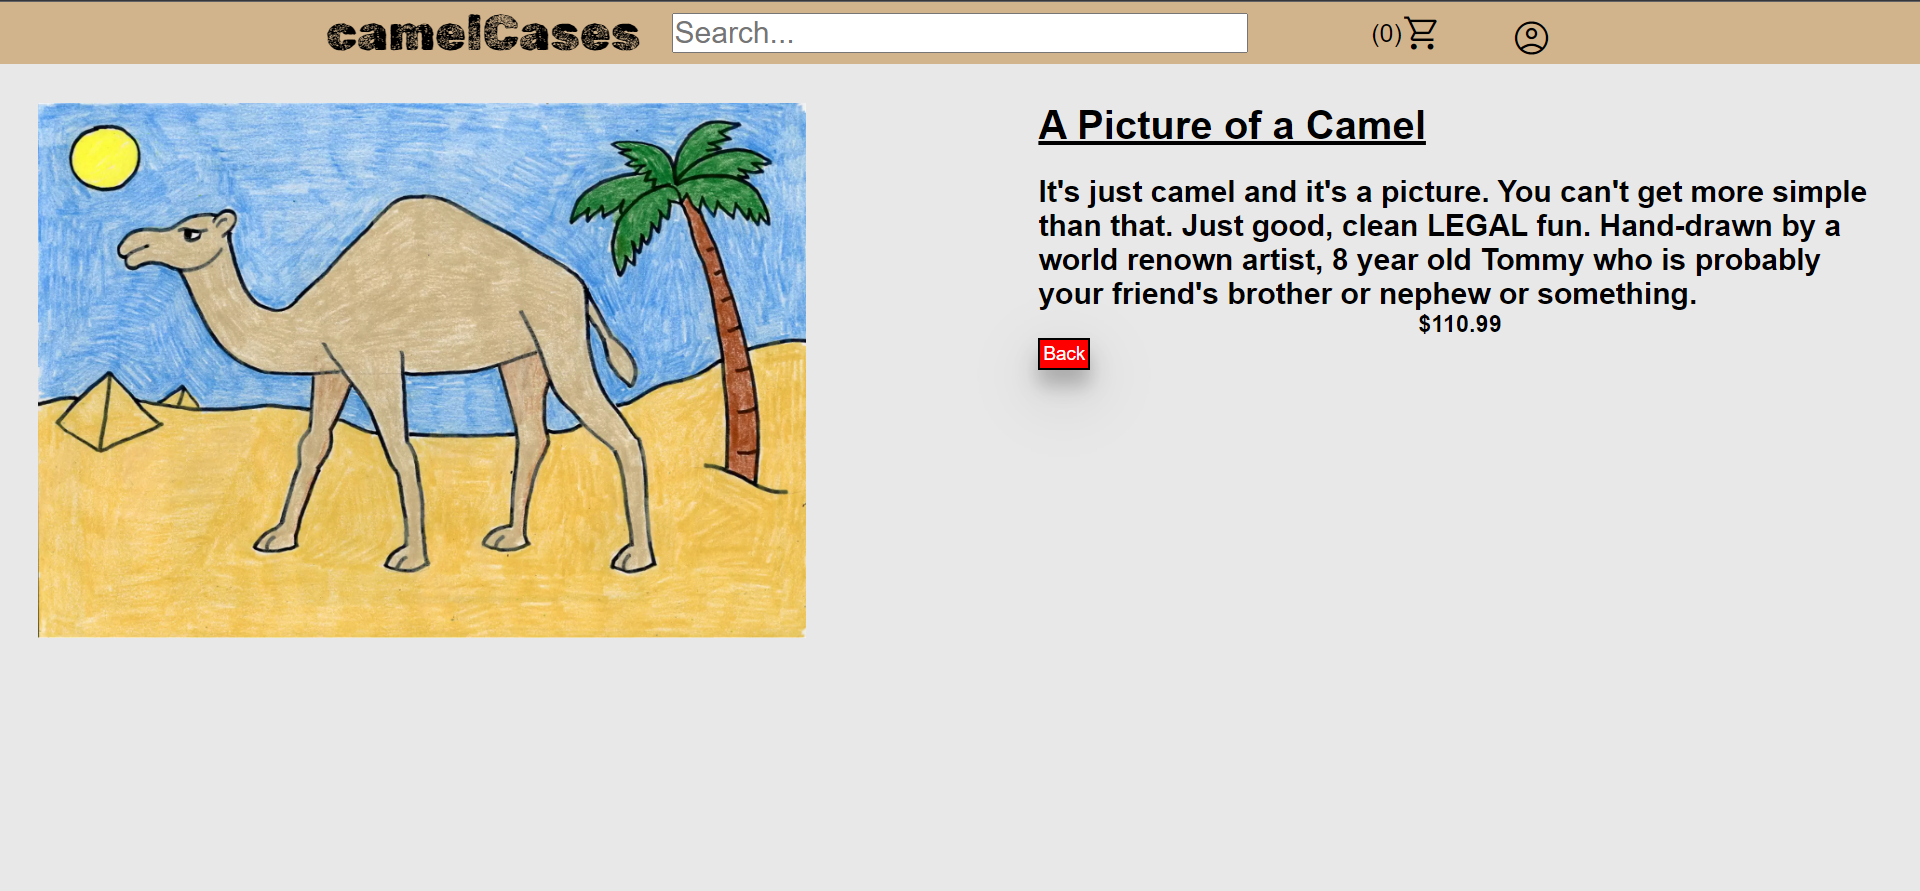 camelCases
Search...
(0)
A Picture of a Camel
It's just camel and it's a picture. You can't get more simple
than that. Just good, clean LEGAL fun. Hand-drawn by a
world renown artist, 8 year old Tommy who is probably
your friend's brother or nephew or something.
$110.99
Back